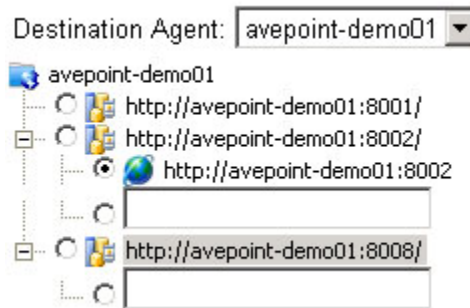 Destination Agent: avepoint-demo01
avepoint-demo01
http://avepoint-demo01:8001/
http://avepoint-demo01:8002/
http://avepoint-demo01:8002
http://avepoint-demo01:8008/